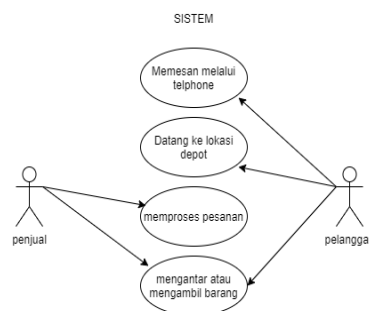 SISTEM
Memesan melalui
telphone
Datang ke lokasi
depot
memproses pesanan
penjual
pelangga
mengantar atau
mengambil barang